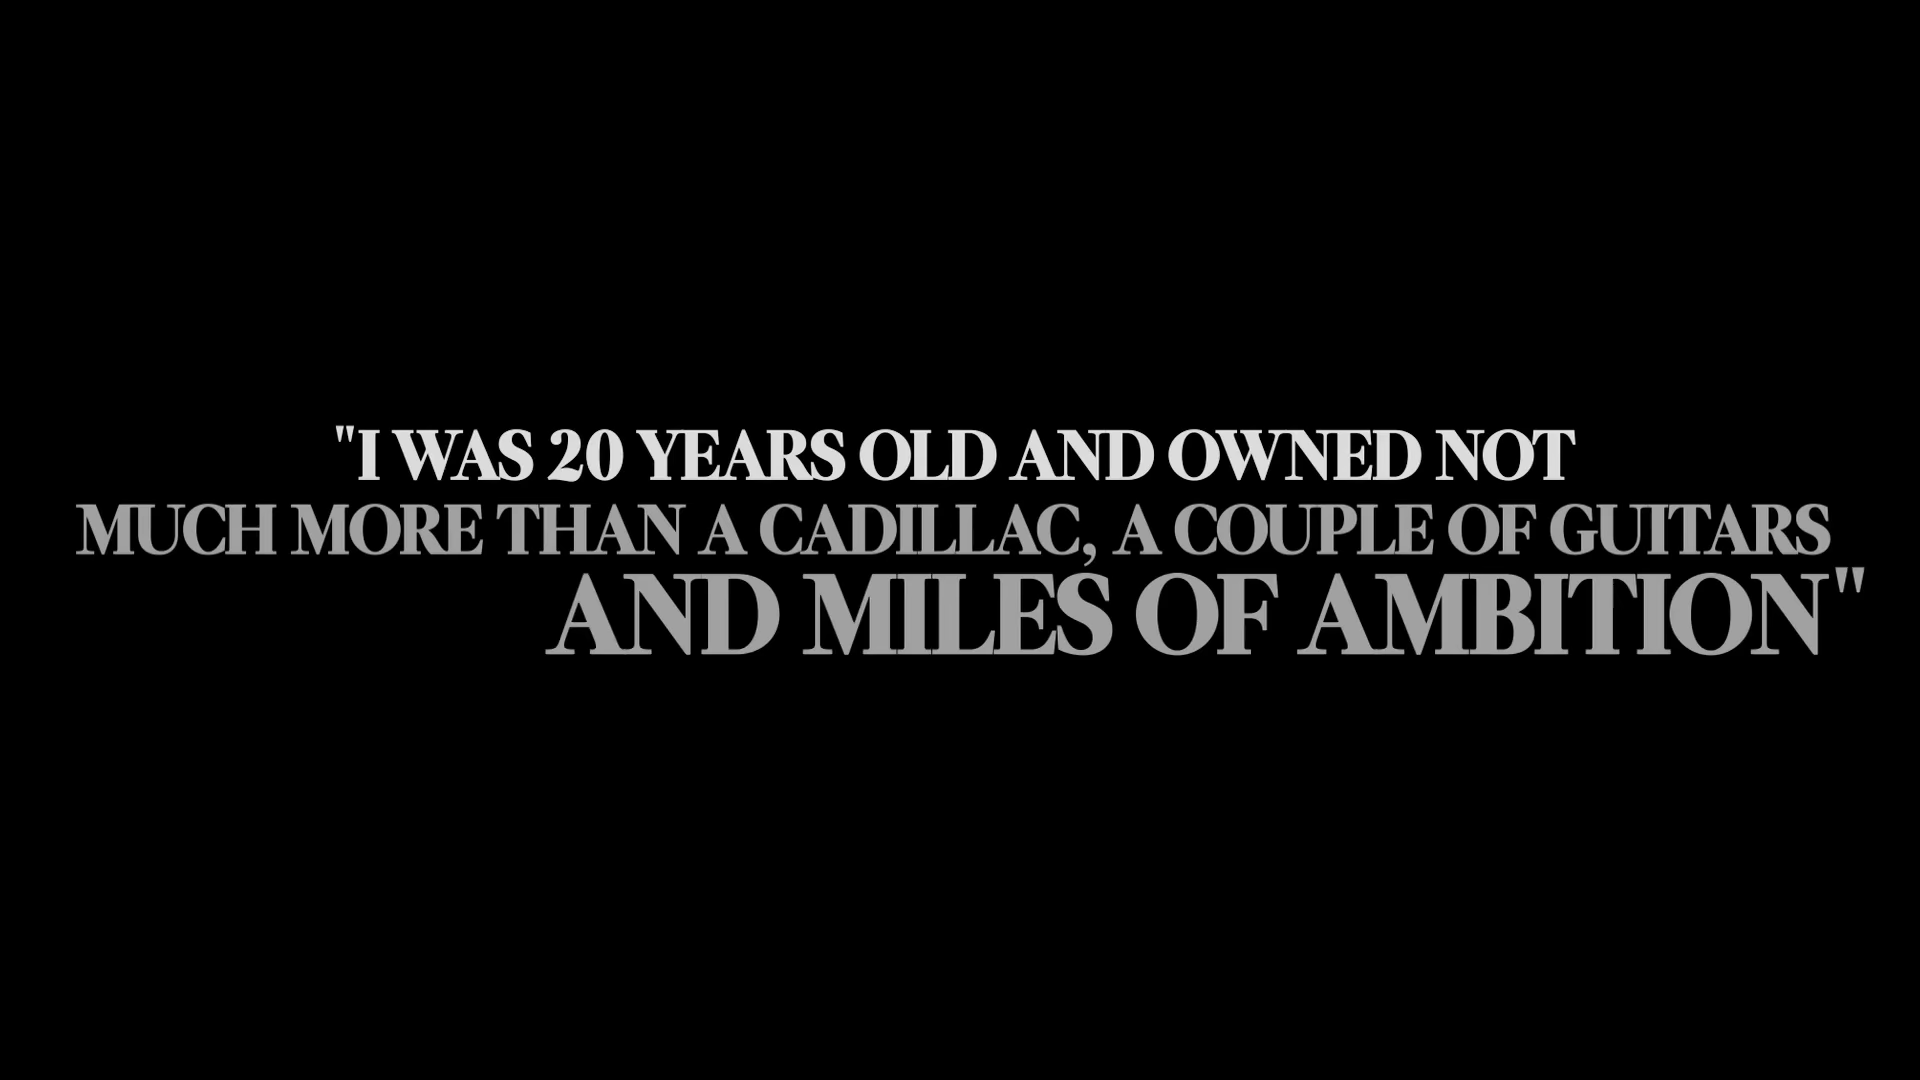 "I WAS 20 YEARS OLD AND OWNED NOT
MUCH MORE THAN A CADILLAC, A COUPLE OF GUITARS
AND MILES OF AMBITION"